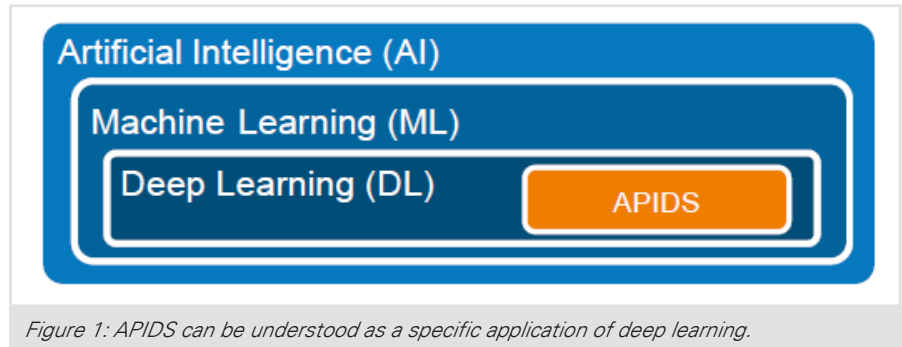 Artificial Intelligence (AI)
Machine Learning (ML)
Deep Learning (DL)
APIDS
Figure 1: APIDS can be understood as a specific application of deep learning.